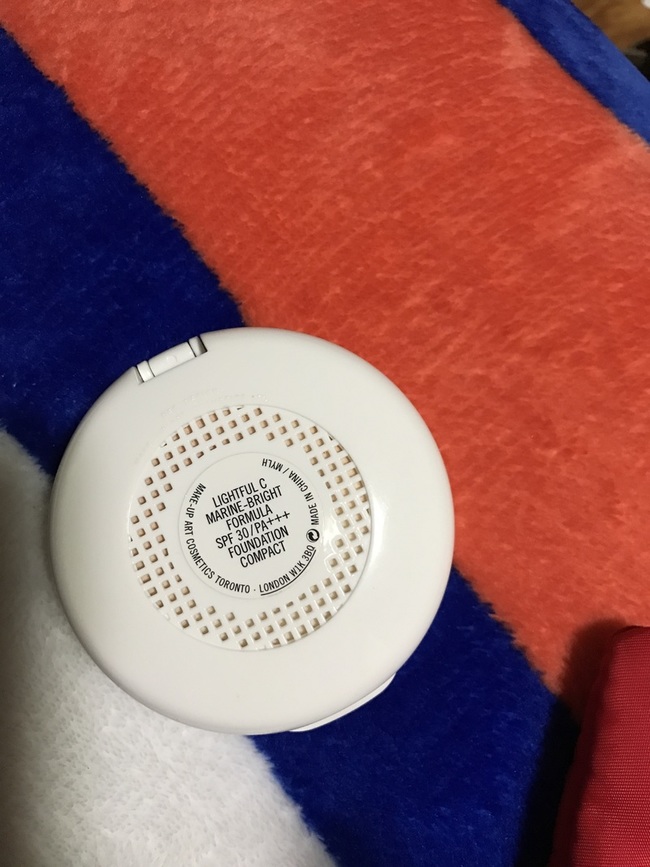 LIGHTFUL C
MARINE-BRIGHT
FORMULA
SPF 30/PA+++
FOUNDATION
COMPACT
MAKE-UP ART COSMETICS TORONTO · LONDON W1K 3BQ
MADE IN CHINA / MYLH